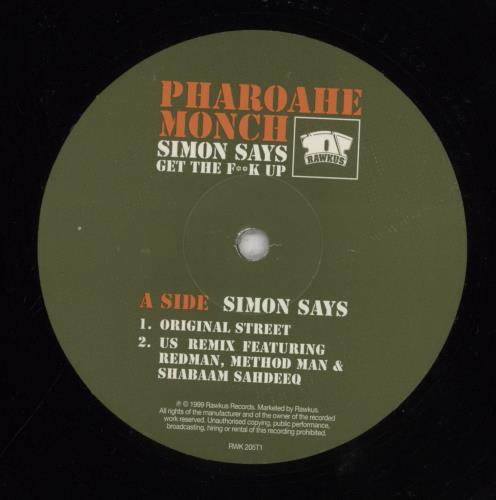 PHAROAHE
MONCH
SIMON SAYS
GET THE F**K UP
RAWKUS
A SIDE SIMON SAYS
1. ORIGINAL STREET
2. US REMIX FEATURING
REDMAN, METHOD MAN &
SHABAAM SAHDEEQ
℗ © 1999 Rawkus Records. Marketed by Rawkus.
All rights of the manufacturer and of the owner of the recorded
work reserved. Unauthorised copying, public performance,
broadcasting, hiring or rental of this recording prohibited.
RWK 205T1